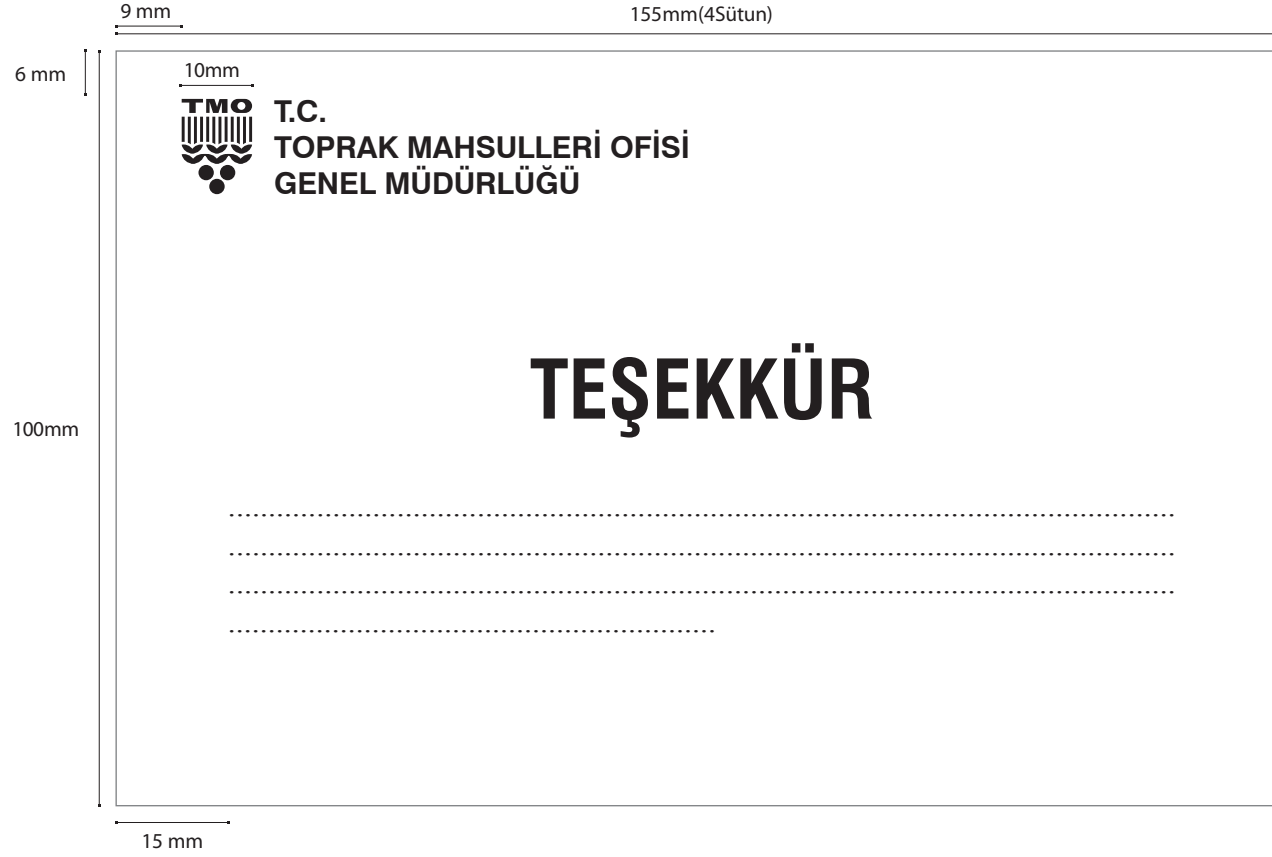 9 mm
155mm(4Sütun)
6 mm
10mm
TMO
T.C.
TOPRAK MAHSULLERİ OFİSİ
GENEL MÜDÜRLÜĞÜ
TEŞEKKÜR
100mm
......................................................................................................................
......................................................................................................................
......................................................................................................................
.............................................................
15 mm